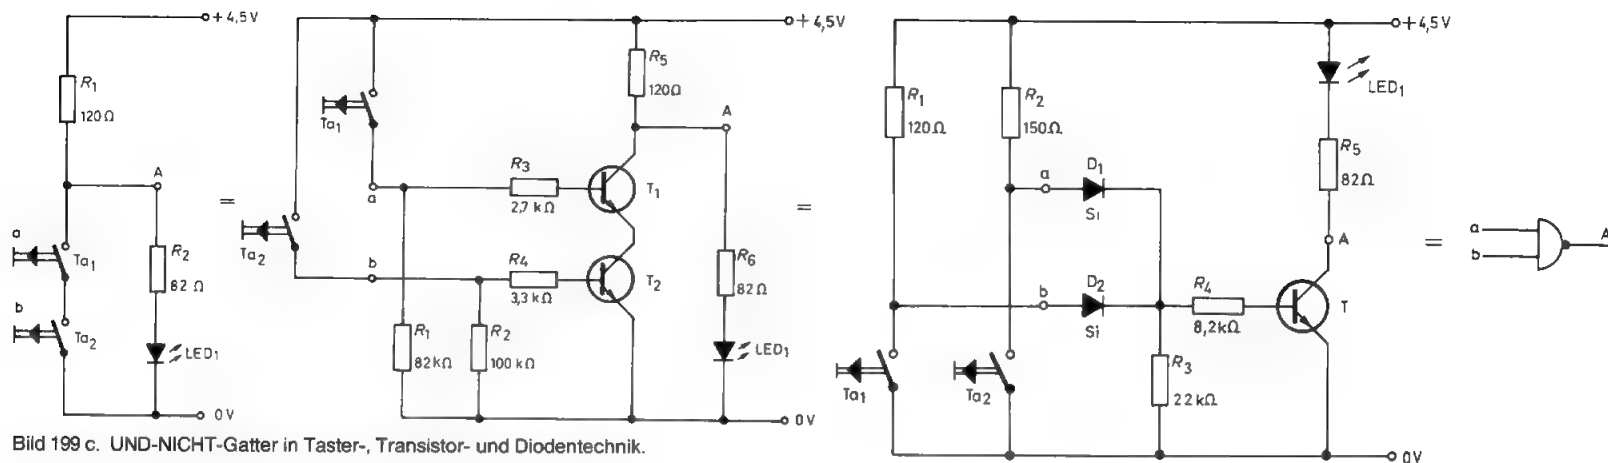 +4,5V
R1
120Ω
A
a
Ta1
R2
82Ω
b
Ta2
LED1
0V
=
+4,5V
R5
120Ω
A
Ta1
R3
2,7 kΩ
T1
a
Ta2
b
R4
3,3 kΩ
T2
R6
82Ω
R1
82kΩ
R2
100 kΩ
LED1
0V
=
+4,5V
LED1
R1
120Ω
R2
150Ω
R5
82Ω
a
D1
Si
A
b
D2
Si
R4
8,2kΩ
T
Ta1
Ta2
R3
22kΩ
0V
=
a
b
A
Bild 199 c. UND-NICHT-Gatter in Taster-, Transistor- und Diodentechnik.